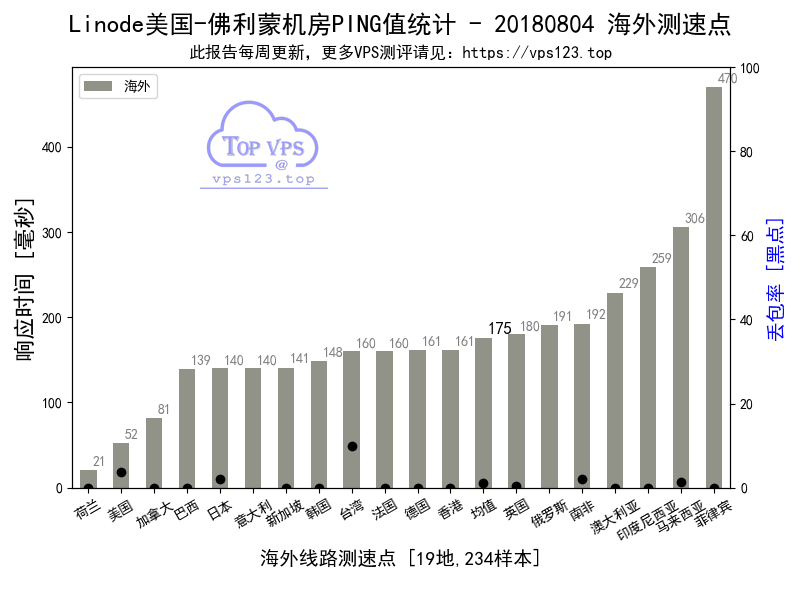 Linode美国-佛利蒙机房PING值统计 - 20180804 海外测速点
此报告每周更新，更多VPS测评请见：https://vps123.top
海外
TOP VPS
@
vps123.top
响应时间 [毫秒]
400
300
200
100
0
100
80
60
40
20
0
丢包率 [黑点]
21
52
81
139
140
140
141
148
160
160
161
161
175
180
191
192
229
259
306
470
荷兰
美国
加拿大
巴西
日本
意大利
新加坡
韩国
台湾
法国
德国
香港
均值
英国
俄罗斯
南非
澳大利亚
印度尼西亚
马来西亚
菲律宾
海外线路测速点 [19地,234样本]